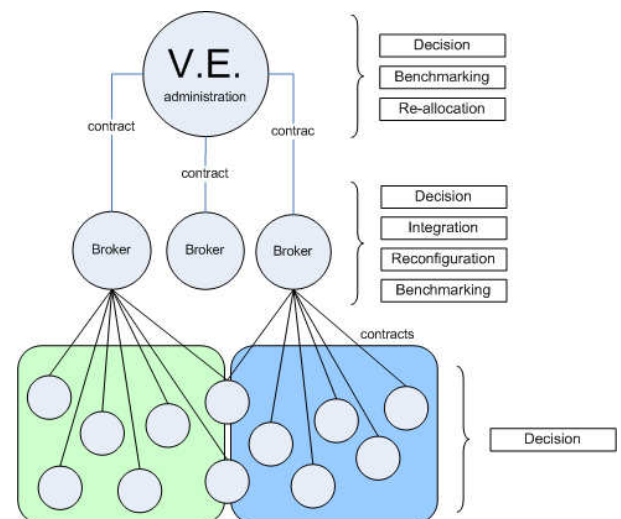 V.E.
administration
Decision
Benchmarking
Re-allocation
contract
contrac
contract
Broker
Broker
Broker
Decision
Integration
Reconfiguration
Benchmarking
contracts
Decision